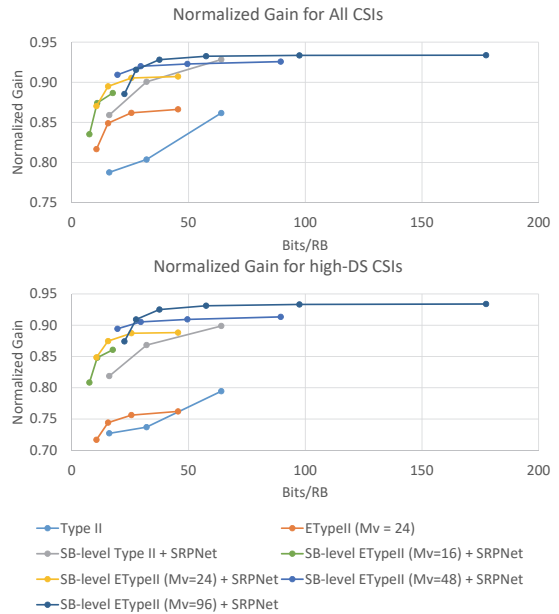 Normalized Gain for All CSIs
0.95
0.90
0.85
0.80
0.75
Normalized Gain
0 50 100 150 200
Bits/RB
Normalized Gain for high-DS CSIs
0.95
0.90
0.85
0.80
0.75
0.70
Normalized Gain
0 50 100 150 200
Bits/RB
Type II ETypeII (Mv = 24)
SB-level Type II + SRPNet SB-level ETypeII (Mv=16) + SRPNet
SB-level ETypeII (Mv=24) + SRPNet SB-level ETypeII (Mv=48) + SRPNet
SB-level ETypeII (Mv=96) + SRPNet